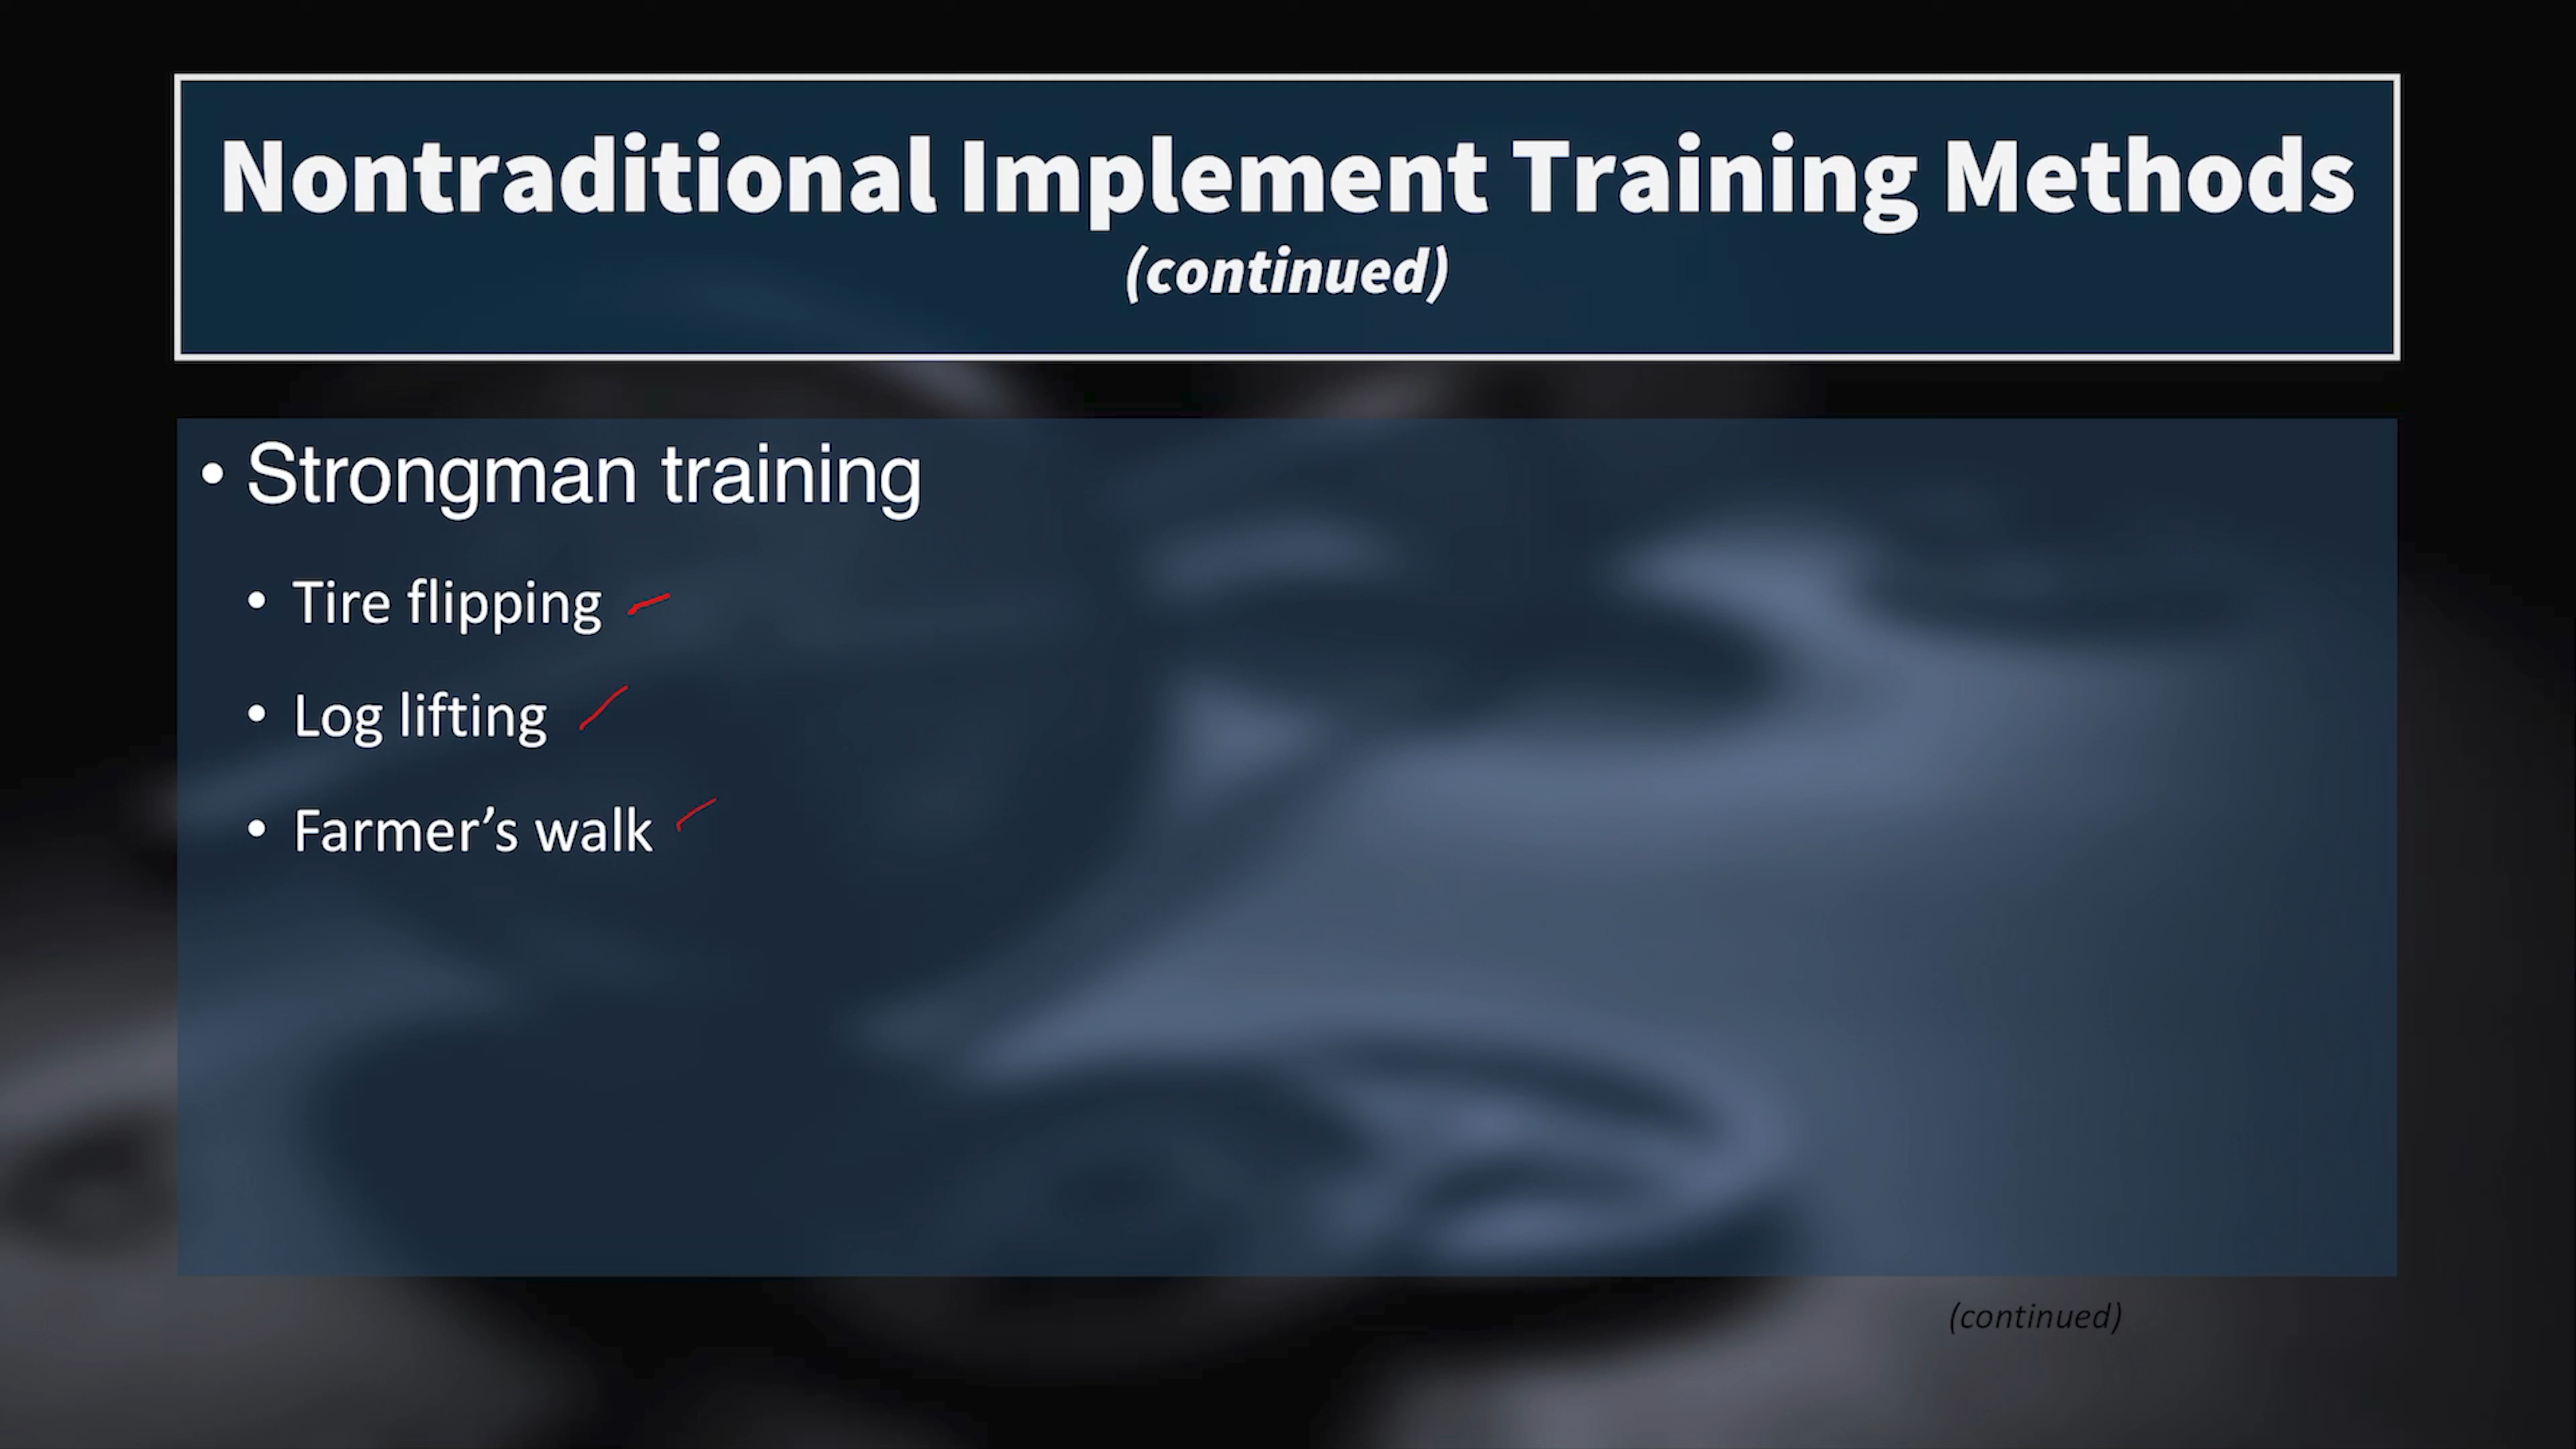 Nontraditional Implement Training Methods
(continued)
• Strongman training
• Tire flipping
• Log lifting
• Farmer’s walk
(continued)